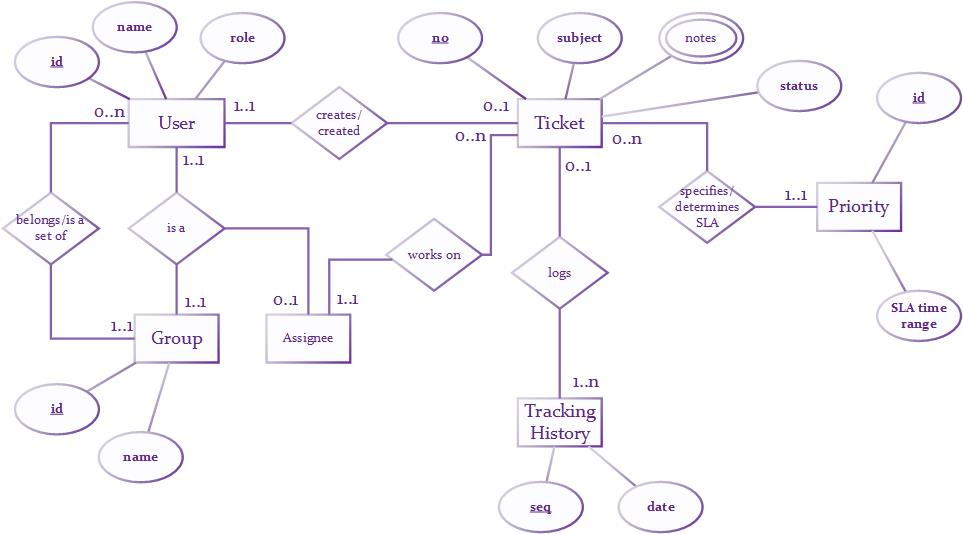 name
role
no
subject
notes
id
status
id
0..n
1..1
0..1
User
creates/
created
Ticket
0..n
0..n
1..1
0..1
specifies/
determines
SLA
1..1
Priority
belongs/is a
set of
is a
works on
logs
1..1
0..1
1..1
SLA time
range
1..1
Group
Assignee
1..n
id
Tracking
History
name
seq
date